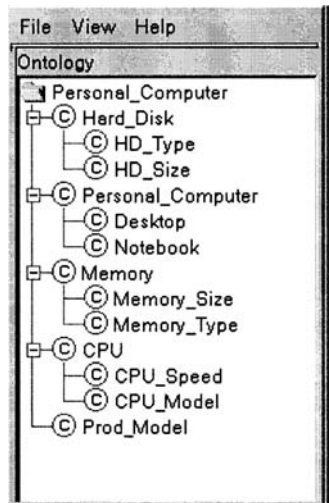 File View Help
Ontology
Personal_Computer
C Hard_Disk
C HD_Type
C HD_Size
C Personal_Computer
C Desktop
C Notebook
C Memory
C Memory_Size
C Memory_Type
C CPU
C CPU_Speed
C CPU_Model
C Prod_Model